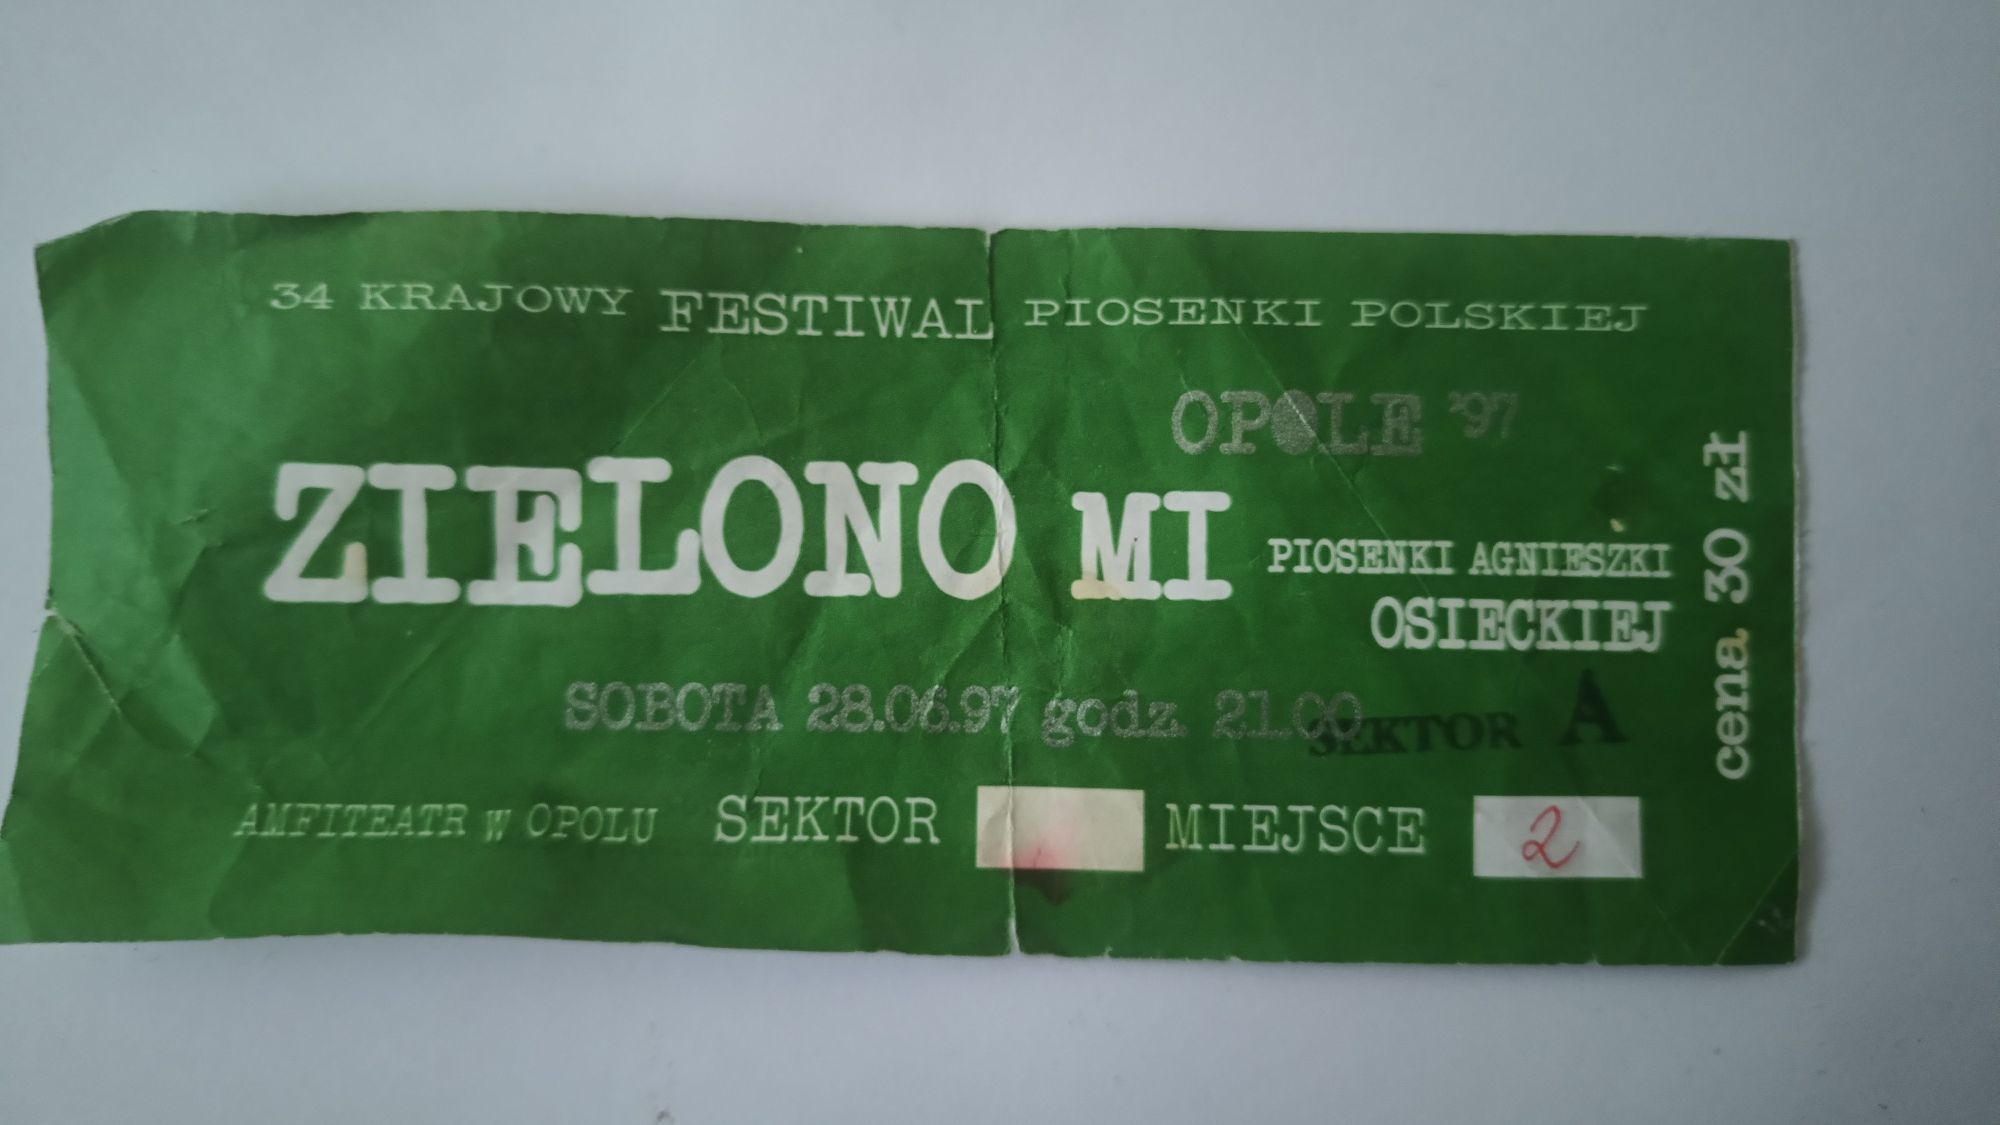 34 KRAJOWY FESTIWAL PIOSENKI POLSKIEJ
OPOLE '97
ZIELONO MI
PIOSENKI AGNIESZKI
OSIECKIEJ
cena 30 zł
SOBOTA 28.06.97 godz. 21.00
SEKTOR A
AMFITEATR W OPOLU SEKTOR MIEJSCE 2